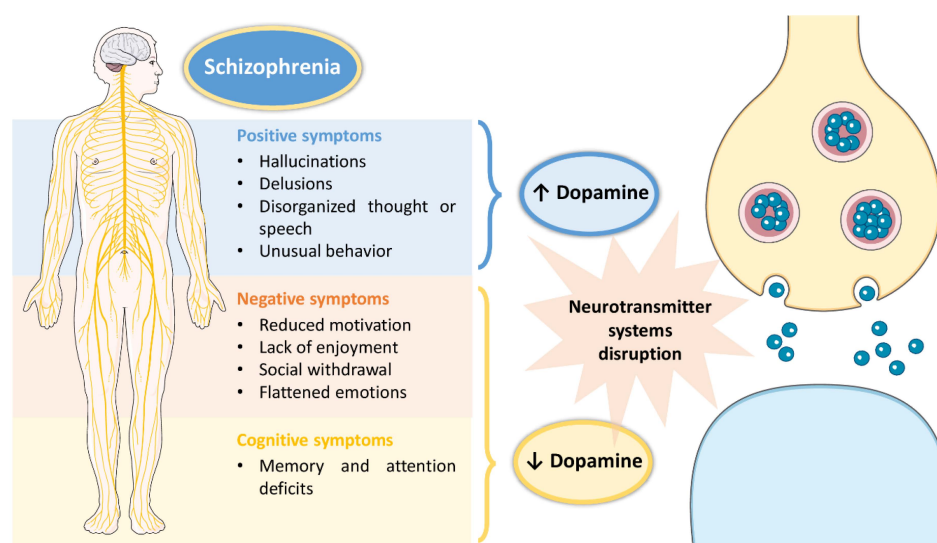 Schizophrenia
Positive symptoms
• Hallucinations
• Delusions
• Disorganized thought or
speech
• Unusual behavior
↑ Dopamine
Negative symptoms
• Reduced motivation
• Lack of enjoyment
• Social withdrawal
• Flattened emotions
Neurotransmitter
systems
disruption
Cognitive symptoms
• Memory and attention
deficits
↓ Dopamine